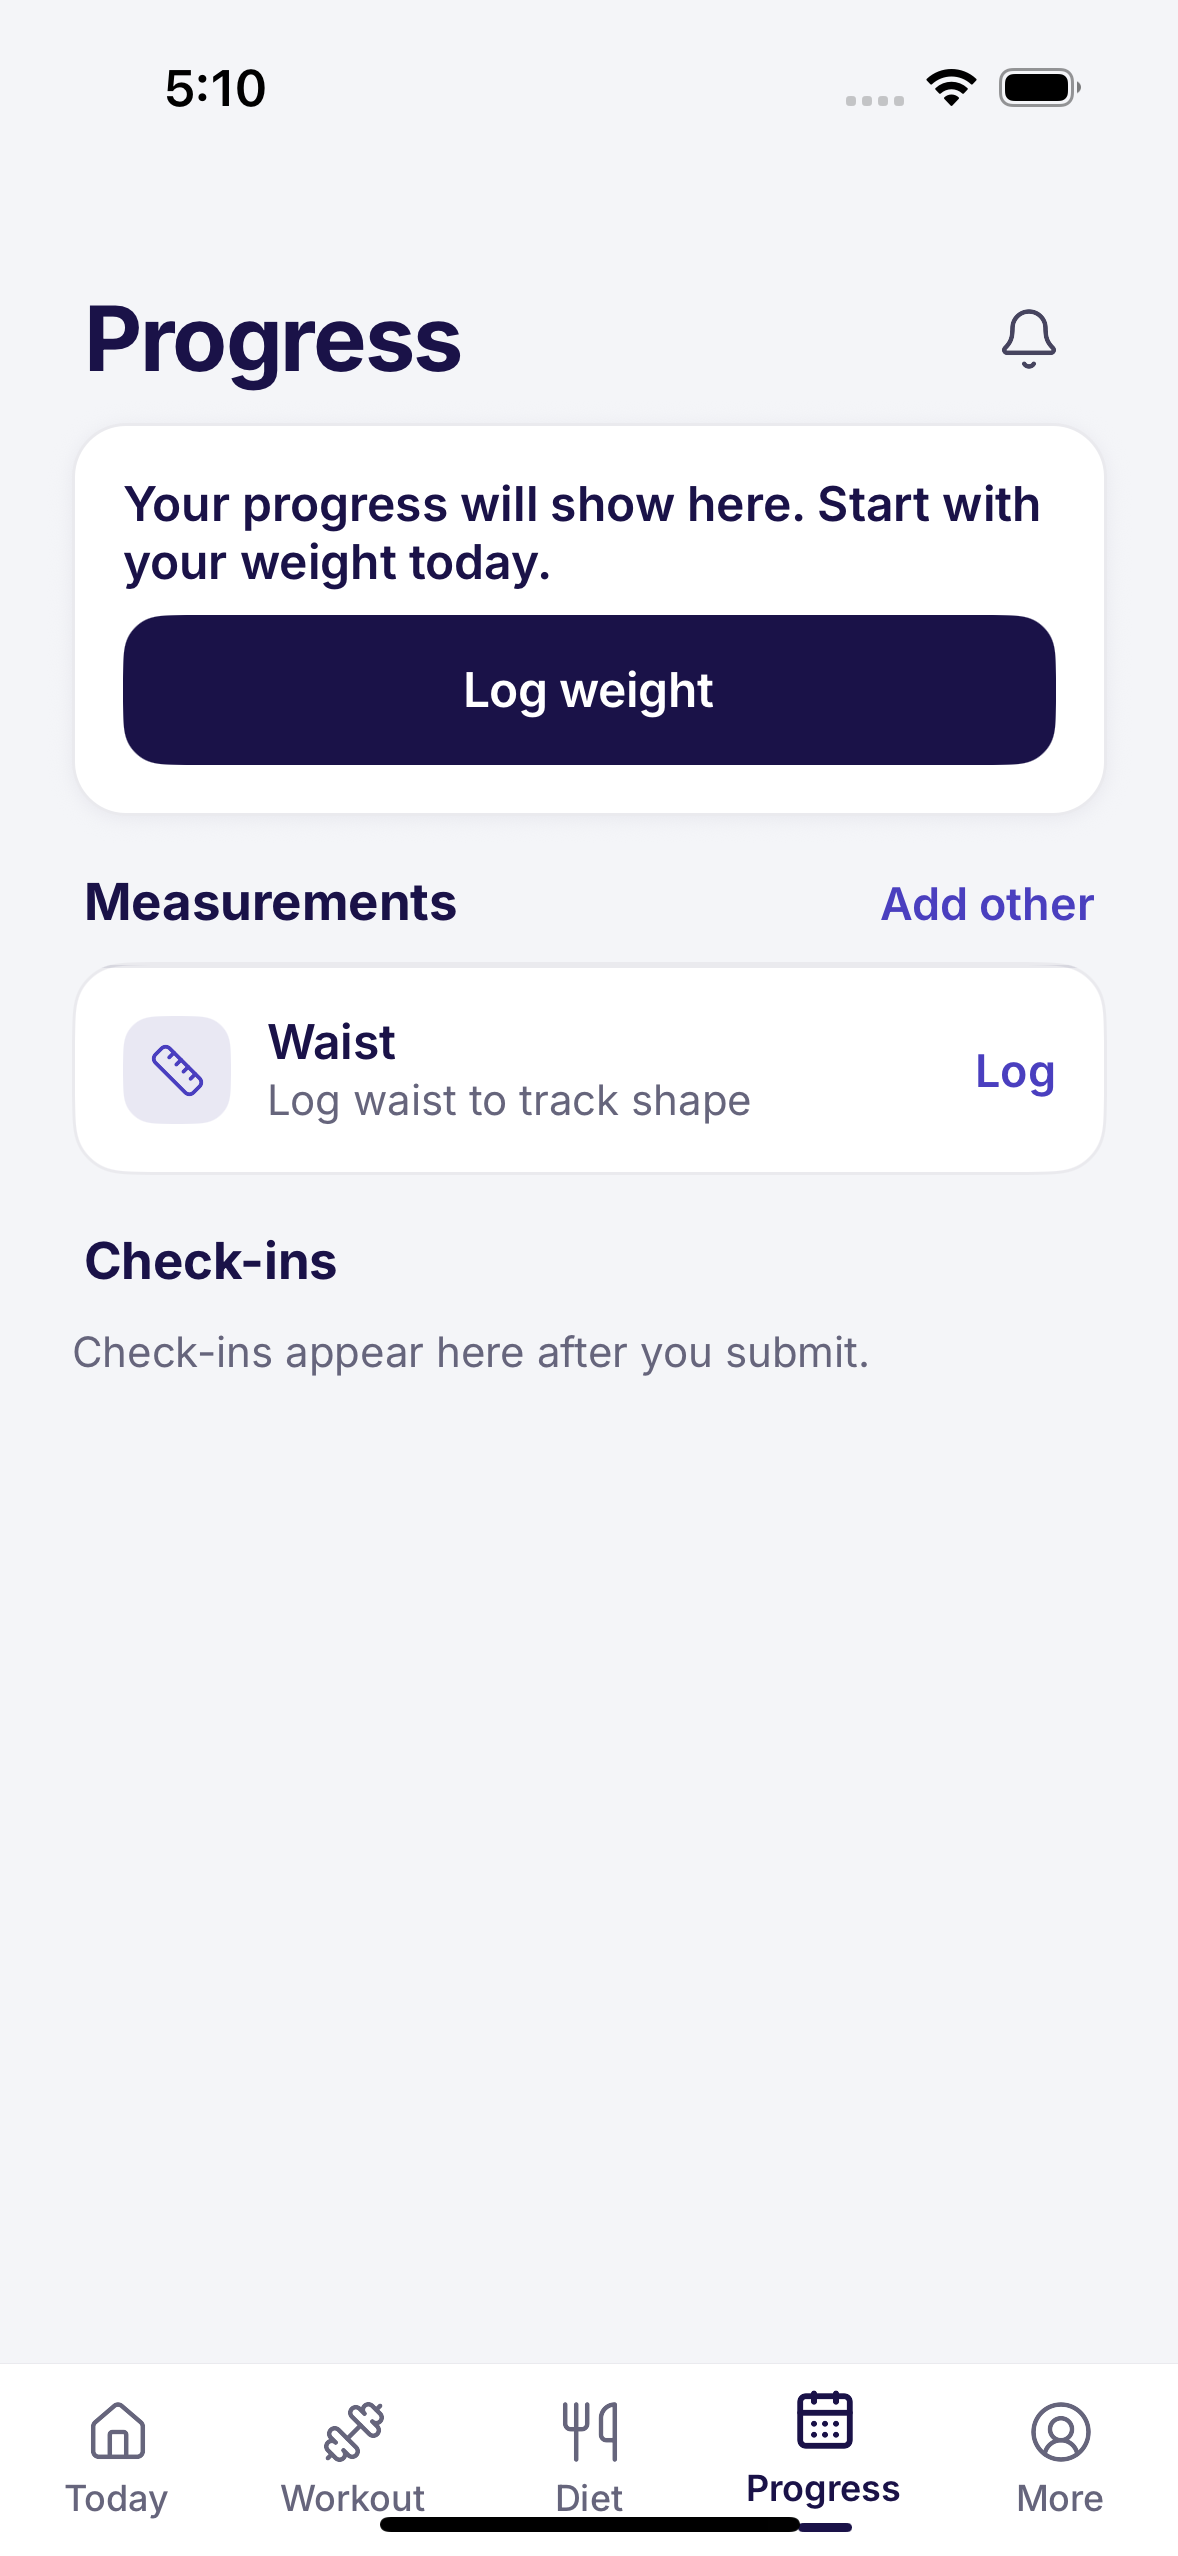 5:10
Progress
Your progress will show here. Start with
your weight today.
Log weight
Measurements
Add other
Waist
Log waist to track shape
Log
Check-ins
Check-ins appear here after you submit.
Today
Workout
Diet
Progress
More